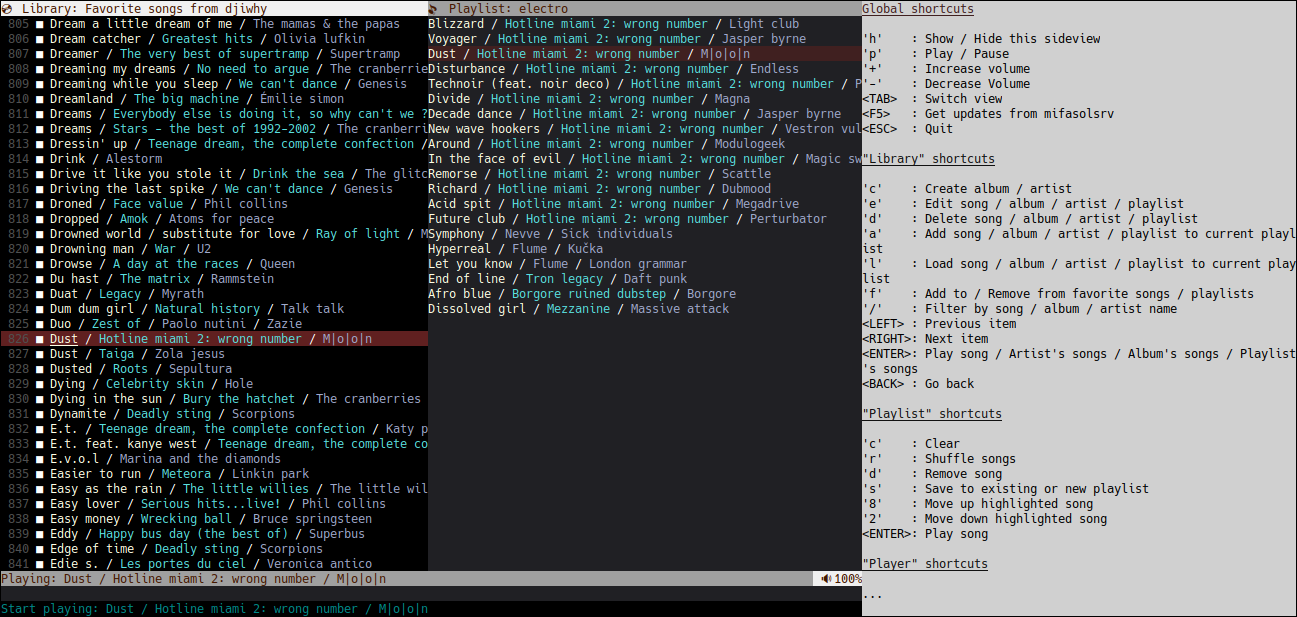 Library: Favorite songs from djiwhy
805 ■ Dream a little dream of me / The mamas & the papas
806 ■ Dream catcher / Greatest hits / Olivia lufkin
807 ■ Dreamer / The very best of supertramp / Supertramp
808 ■ Dreaming my dreams / No need to argue / The cranberrie
809 ■ Dreaming while you sleep / We can't dance / Genesis
810 ■ Dreamland / The big machine / Émilie simon
811 ■ Dreams / Everybody else is doing it, so why can't we ?
812 ■ Dreams / Stars - the best of 1992-2002 / The cranberri
813 ■ Dressin' up / Teenage dream, the complete confection /
814 ■ Drink / Alestorm
815 ■ Drive it like you stole it / Drink the sea / The glitc
816 ■ Driving the last spike / We can't dance / Genesis
817 ■ Droned / Face value / Phil collins
818 ■ Dropped / Amok / Atoms for peace
819 ■ Drowned world / substitute for love / Ray of light / M
820 ■ Drowning man / War / U2
821 ■ Drowse / A day at the races / Queen
822 ■ Du hast / The matrix / Rammstein
823 ■ Duat / Legacy / Myrath
824 ■ Dum dum girl / Natural history / Talk talk
825 ■ Duo / Zest of / Paolo nutini / Zazie
826 ■ Dust / Hotline miami 2: wrong number / M|o|o|n
827 ■ Dust / Taiga / Zola jesus
828 ■ Dusted / Roots / Sepultura
829 ■ Dying / Celebrity skin / Hole
830 ■ Dying in the sun / Bury the hatchet / The cranberries
831 ■ Dynamite / Deadly sting / Scorpions
832 ■ E.t. / Teenage dream, the complete confection / Katy p
833 ■ E.t. feat. kanye west / Teenage dream, the complete co
834 ■ E.v.o.l / Marina and the diamonds
835 ■ Easier to run / Meteora / Linkin park
836 ■ Easy as the rain / The little willies / The little wil
837 ■ Easy lover / Serious hits...live! / Phil collins
838 ■ Easy money / Wrecking ball / Bruce springsteen
839 ■ Eddy / Happy bus day (the best of) / Superbus
840 ■ Edge of time / Deadly sting / Scorpions
841 ■ Edie s. / Les portes du ciel / Veronica antico
Playlist: electro
Blizzard / Hotline miami 2: wrong number / Light club
Voyager / Hotline miami 2: wrong number / Jasper byrne
Dust / Hotline miami 2: wrong number / M|o|o|n
Disturbance / Hotline miami 2: wrong number / Endless
Technoir (feat. noir deco) / Hotline miami 2: wrong number / P
Divide / Hotline miami 2: wrong number / Magna
Decade dance / Hotline miami 2: wrong number / Jasper byrne
New wave hookers / Hotline miami 2: wrong number / Vestron vul
Around / Hotline miami 2: wrong number / Modulogeek
In the face of evil / Hotline miami 2: wrong number / Magic sw
Remorse / Hotline miami 2: wrong number / Scattle
Richard / Hotline miami 2: wrong number / Dubmood
Acid spit / Hotline miami 2: wrong number / Megadrive
Future club / Hotline miami 2: wrong number / Perturbator
Symphony / Nevve / Sick individuals
Hyperreal / Flume / Kučka
Let you know / Flume / London grammar
End of line / Tron legacy / Daft punk
Afro blue / Borgore ruined dubstep / Borgore
Dissolved girl / Mezzanine / Massive attack
Playing: Dust / Hotline miami 2: wrong number / M|o|o|n
100%
Start playing: Dust / Hotline miami 2: wrong number / M|o|o|n
Global shortcuts
'h' : Show / Hide this sideview
'p' : Play / Pause
'+' : Increase volume
'-' : Decrease Volume
<TAB> : Switch view
<F5> : Get updates from mifasolsrv
<ESC> : Quit
"Library" shortcuts
'c' : Create album / artist
'e' : Edit song / album / artist / playlist
'd' : Delete song / album / artist / playlist
'a' : Add song / album / artist / playlist to current playl
ist
'l' : Load song / album / artist / playlist to current play
list
'f' : Add to / Remove from favorite songs / playlists
'/' : Filter by song / album / artist name
<LEFT> : Previous item
<RIGHT>: Next item
<ENTER>: Play song / Artist's songs / Album's songs / Playlist
's songs
<BACK> : Go back
"Playlist" shortcuts
'c' : Clear
'r' : Shuffle songs
'd' : Remove song
's' : Save to existing or new playlist
'8' : Move up highlighted song
'2' : Move down highlighted song
<ENTER>: Play song
"Player" shortcuts
...